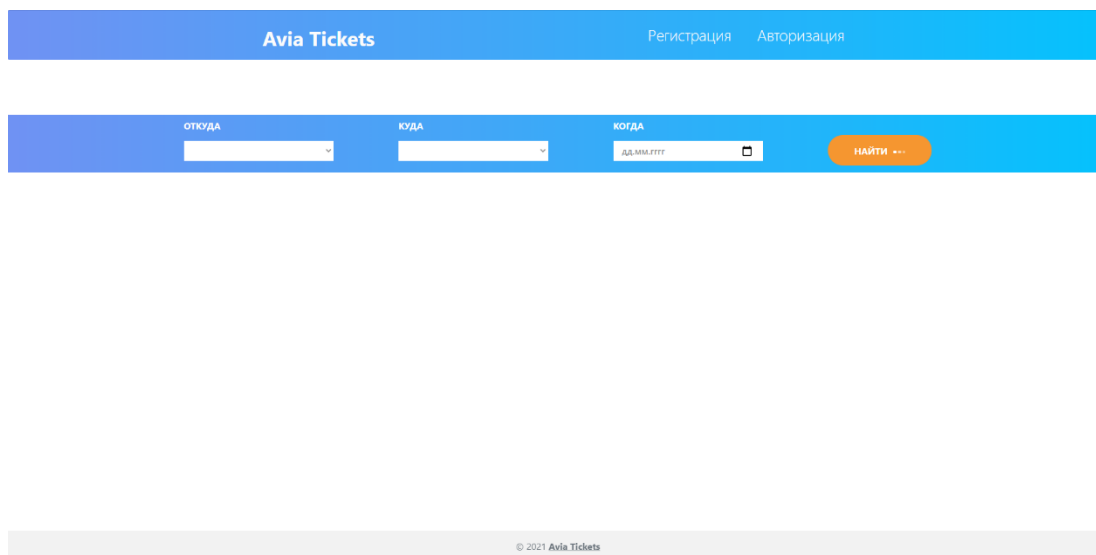 Avia Tickets Регистрация Авторизация
ОТКУДА КУДА КОГДА
дд.мм.гггг НАЙТИ
© 2021 Avia Tickets